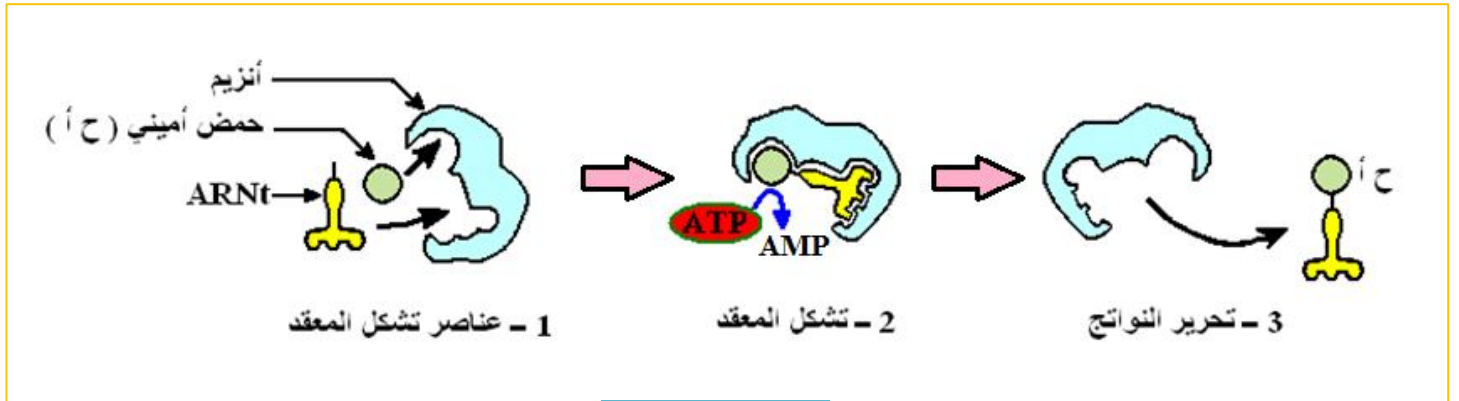 أنزيم
حمض أميني ( ح أ )
ARNt
ATP
AMP
ح أ
1 ـ عناصر تشكل المعقد
2 ـ تشكل المعقد
3 ـ تحرير النواتج